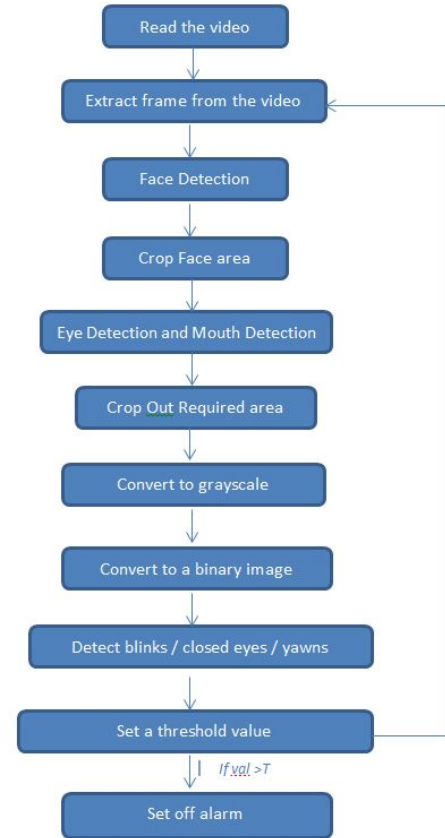 Read the video
Extract frame from the video
Face Detection
Crop Face area
Eye Detection and Mouth Detection
Crop Out Required area
Convert to grayscale
Convert to a binary image
Detect blinks / closed eyes / yawns
Set a threshold value
If val >T
Set off alarm